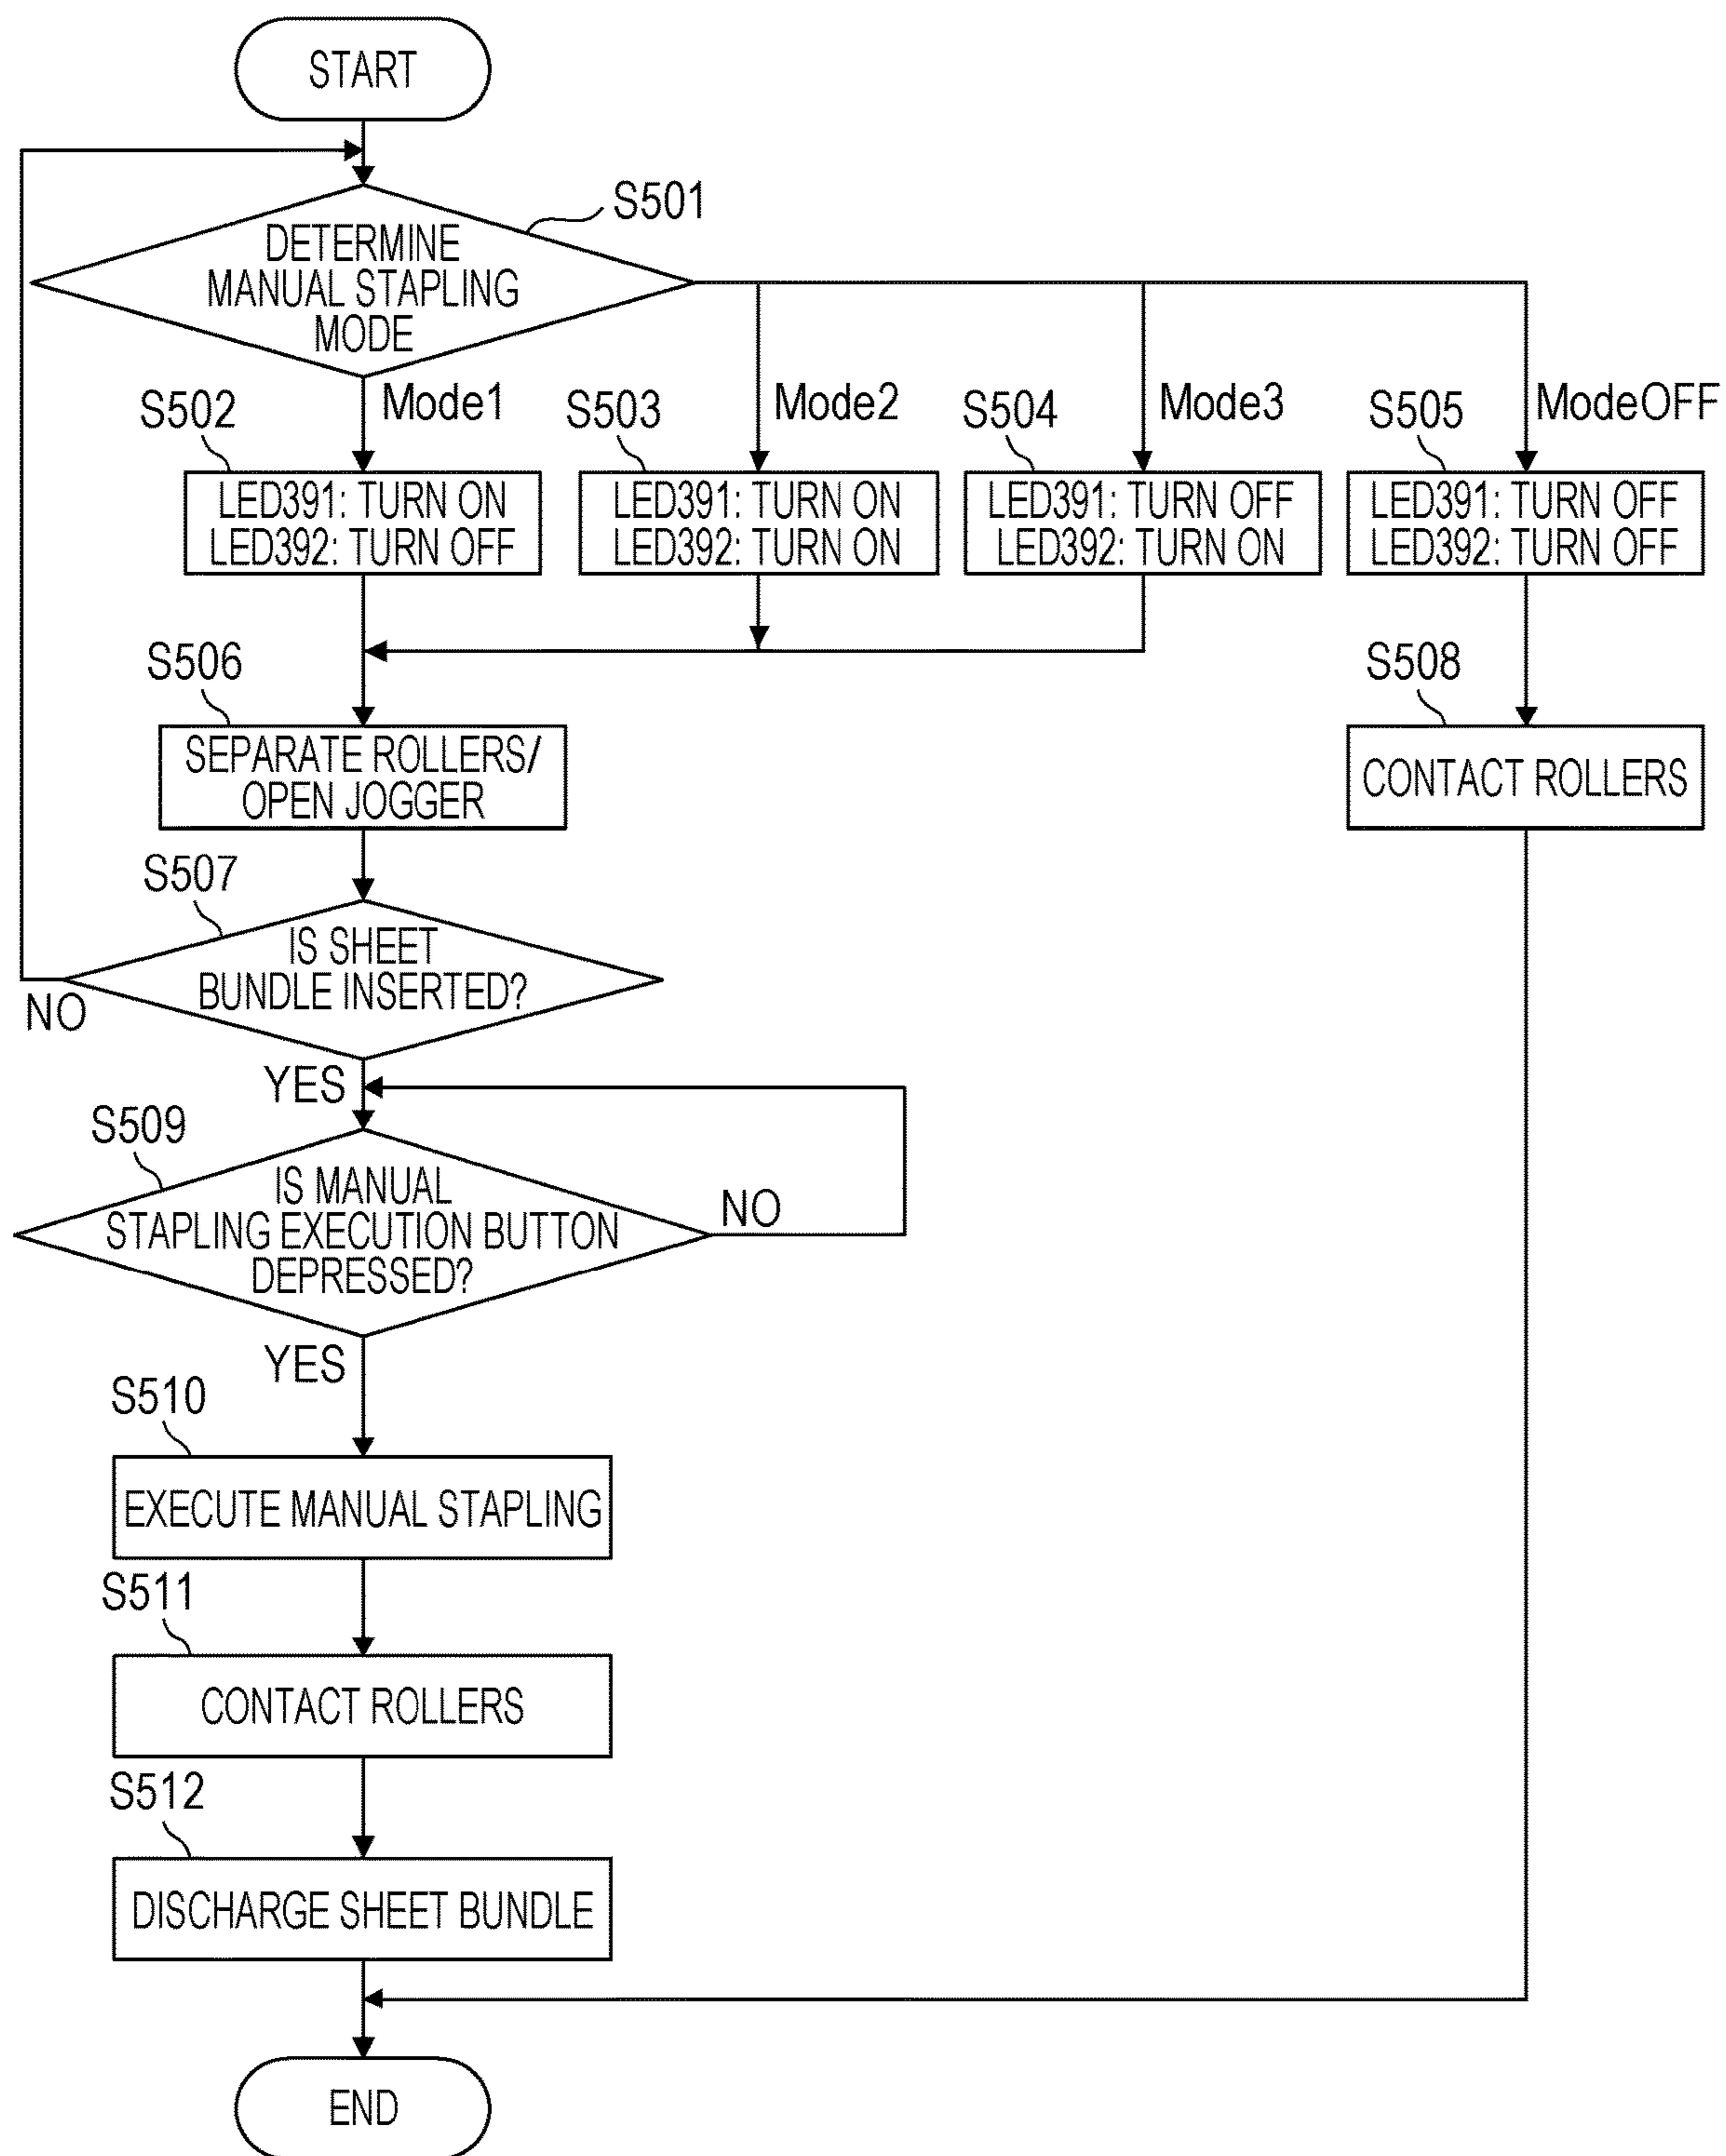 START
S501
DETERMINE
MANUAL STAPLING
MODE
S502
Mode1
S503
Mode2
S504
Mode3
S505
ModeOFF
LED391: TURN ON
LED392: TURN OFF
LED391: TURN ON
LED392: TURN ON
LED391: TURN OFF
LED392: TURN ON
LED391: TURN OFF
LED392: TURN OFF
S506
SEPARATE ROLLERS/
OPEN JOGGER
S508
CONTACT ROLLERS
S507
IS SHEET
BUNDLE INSERTED?
NO
YES
S509
IS MANUAL
STAPLING EXECUTION BUTTON
DEPRESSED?
NO
YES
S510
EXECUTE MANUAL STAPLING
S511
CONTACT ROLLERS
S512
DISCHARGE SHEET BUNDLE
END